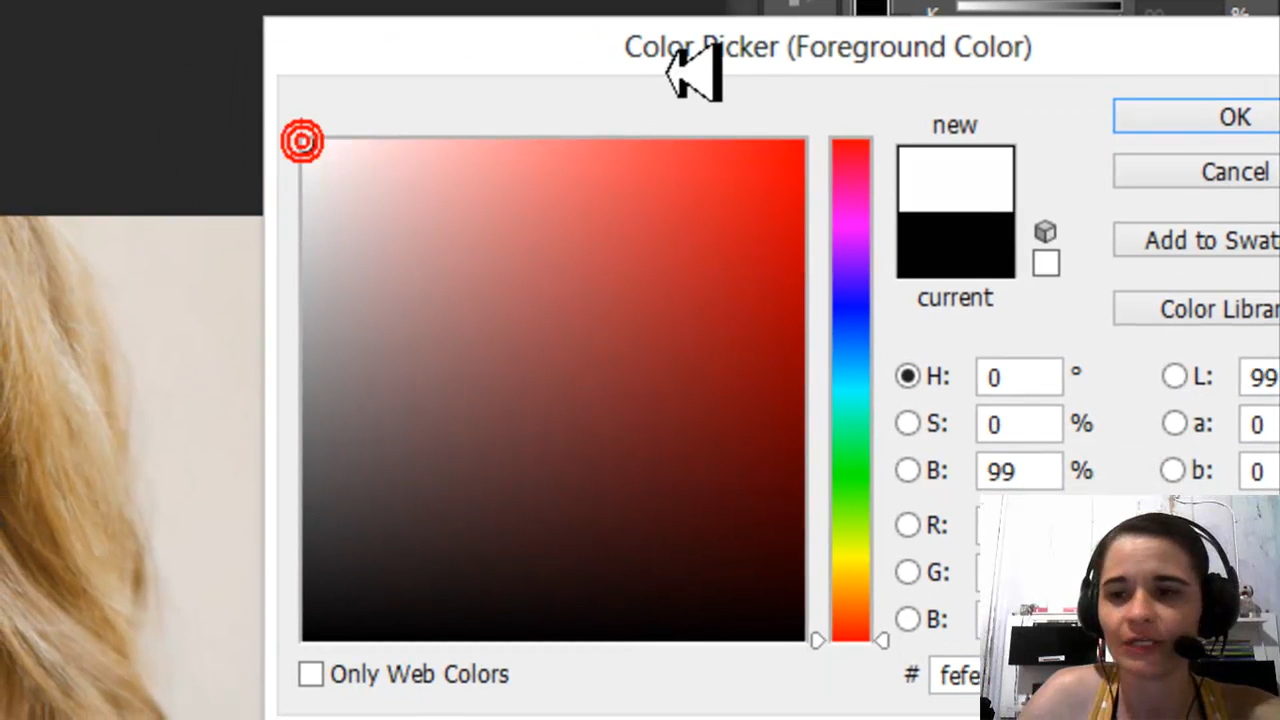 %
Color Picker (Foreground Color)
new
current
OK
Cancel
Add to Swat
Color Librar
H: 0 °
S: 0 %
B: 99 %
R:
G:
B:
L: 99
a: 0
b: 0
# fefe
Only Web Colors